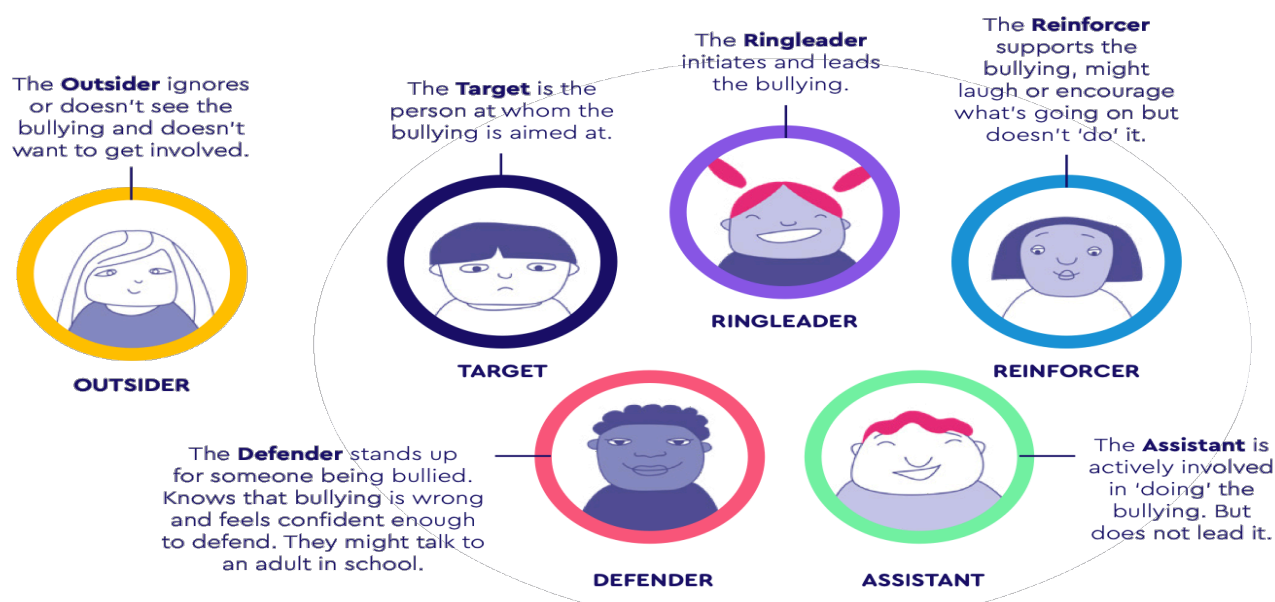 The Outsider ignores
or doesn't see the
bullying and doesn't
want to get involved.
OUTSIDER
The Target is the
person at whom the
bullying is aimed at.
TARGET
The Ringleader
initiates and leads
the bullying.
RINGLEADER
The Reinforcer
supports the
bullying, might
laugh or encourage
what's going on but
doesn't 'do' it.
REINFORCER
The Defender stands up
for someone being bullied.
Knows that bullying is wrong
and feels confident enough
to defend. They might talk to
an adult in school.
DEFENDER
The Assistant is
actively involved
in 'doing' the
bullying. But
does not lead it.
ASSISTANT